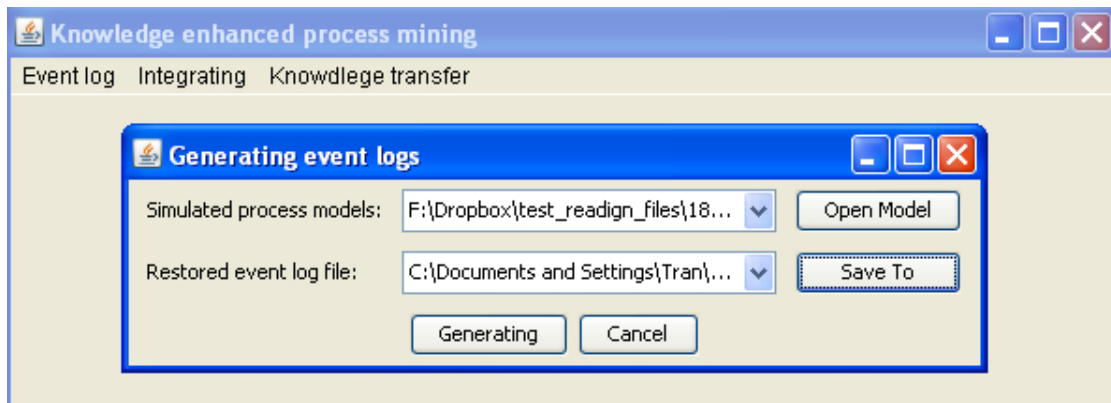 Knowledge enhanced process mining
Event log Integrating Knowdlege transfer
Generating event logs
Simulated process models: F:\Dropbox\test_readign_files\18... Open Model
Restored event log file: C:\Documents and Settings\Tran\... Save To
Generating Cancel